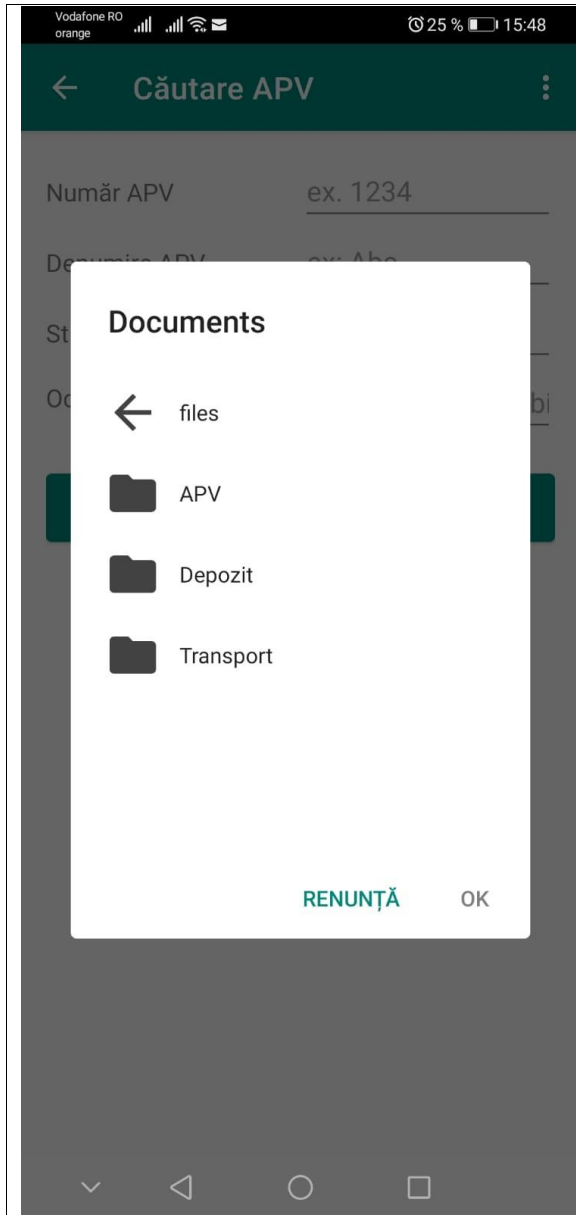 Vodafone RO
orange
25 % 15:48
Căutare APV
Număr APV ex. 1234
Documents
files
APV
Depozit
Transport
RENUNȚĂ OK